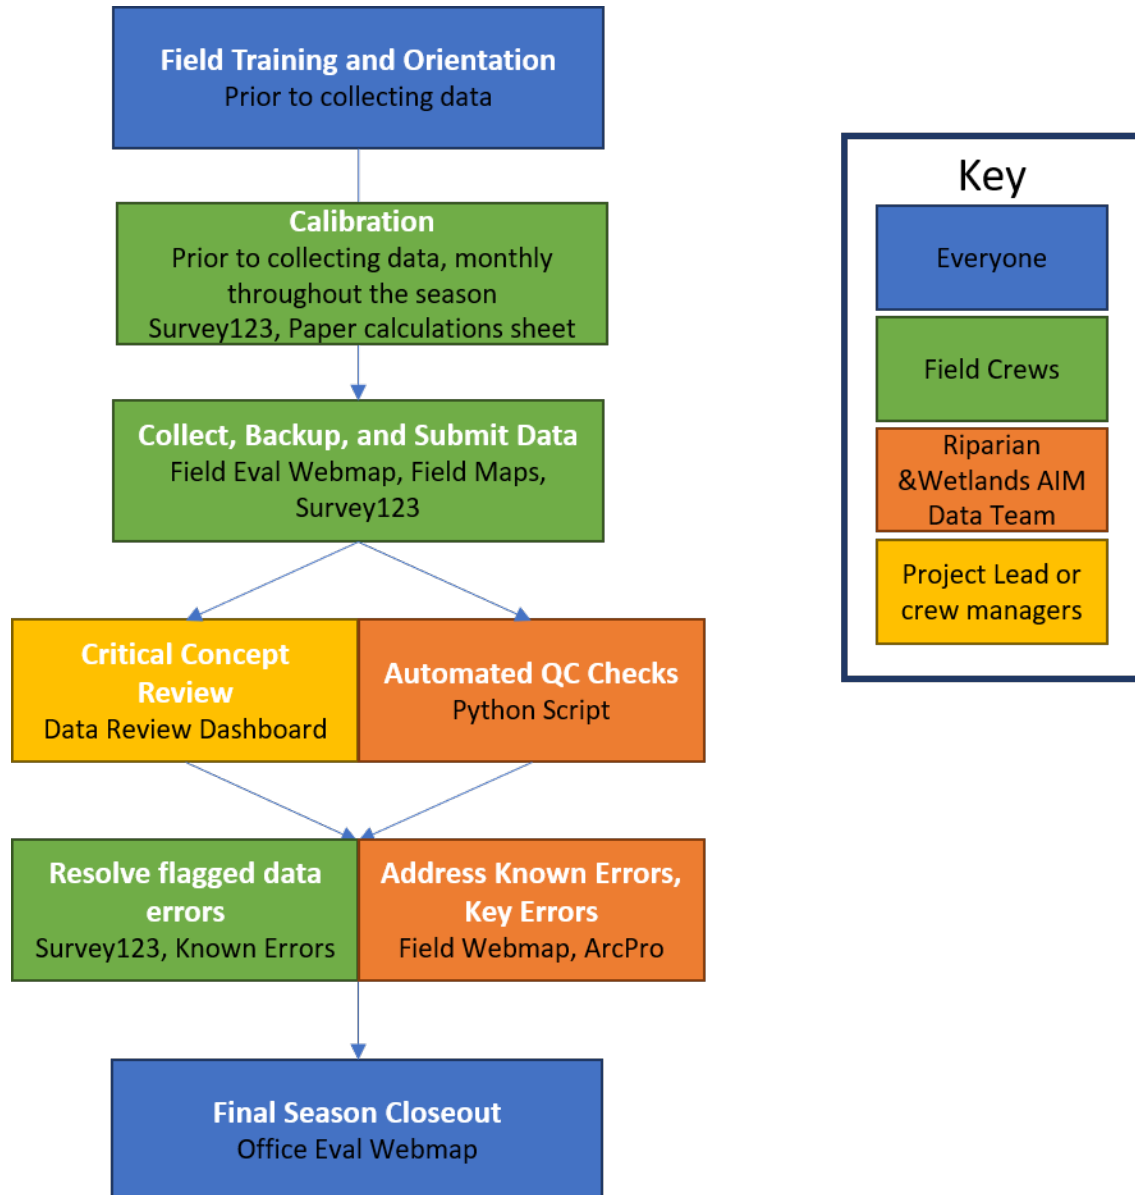 Field Training and Orientation
Prior to collecting data
Calibration
Prior to collecting data, monthly
throughout the season
Survey123, Paper calculations sheet
Collect, Backup, and Submit Data
Field Eval Webmap, Field Maps,
Survey123
Critical Concept
Review
Data Review Dashboard
Automated QC Checks
Python Script
Resolve flagged data
errors
Survey123, Known Errors
Address Known Errors,
Key Errors
Field Webmap, ArcPro
Final Season Closeout
Office Eval Webmap
Key
Everyone
Field Crews
Riparian
&Wetlands AIM
Data Team
Project Lead or
crew managers